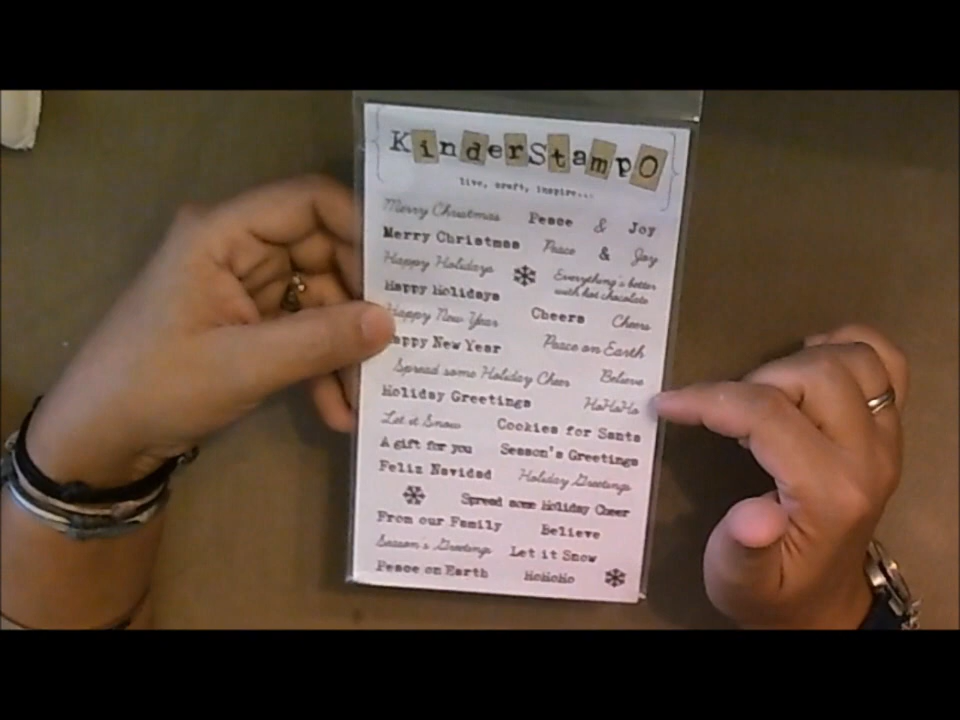 KinderStampO
live, craft, inspire...
Merry Christmas Peace & Joy
Merry Christmas Peace & Joy
Happy Holidays Everything's better
with hot chocolate
Happy Holidays Cheers Cheers
Happy New Year Peace on Earth
Happy New Year
Spread some Holiday Cheer Believe
Holiday Greetings HoHoHo
Let it Snow Cookies for Santa
A gift for you Season's Greetings
Feliz Navidad Holiday Greetings
Spread some Holiday Cheer
From our Family Believe
Season's Greetings Let it Snow
Peace on Earth HoHoHo